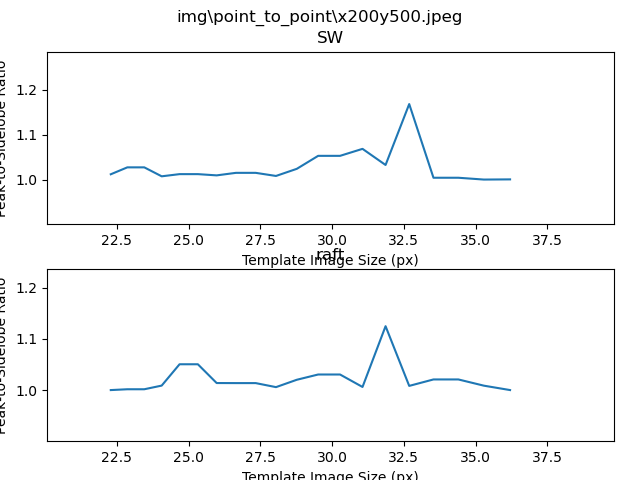 img\point_to_point\x200y500.jpeg
SW
Peak-to-Sidelobe Ratio
1.2
1.1
1.0
22.5 25.0 27.5 30.0 32.5 35.0 37.5
Template Image Size (px)
raft
Peak-to-Sidelobe Ratio
1.2
1.1
1.0
22.5 25.0 27.5 30.0 32.5 35.0 37.5
Template Image Size (px)